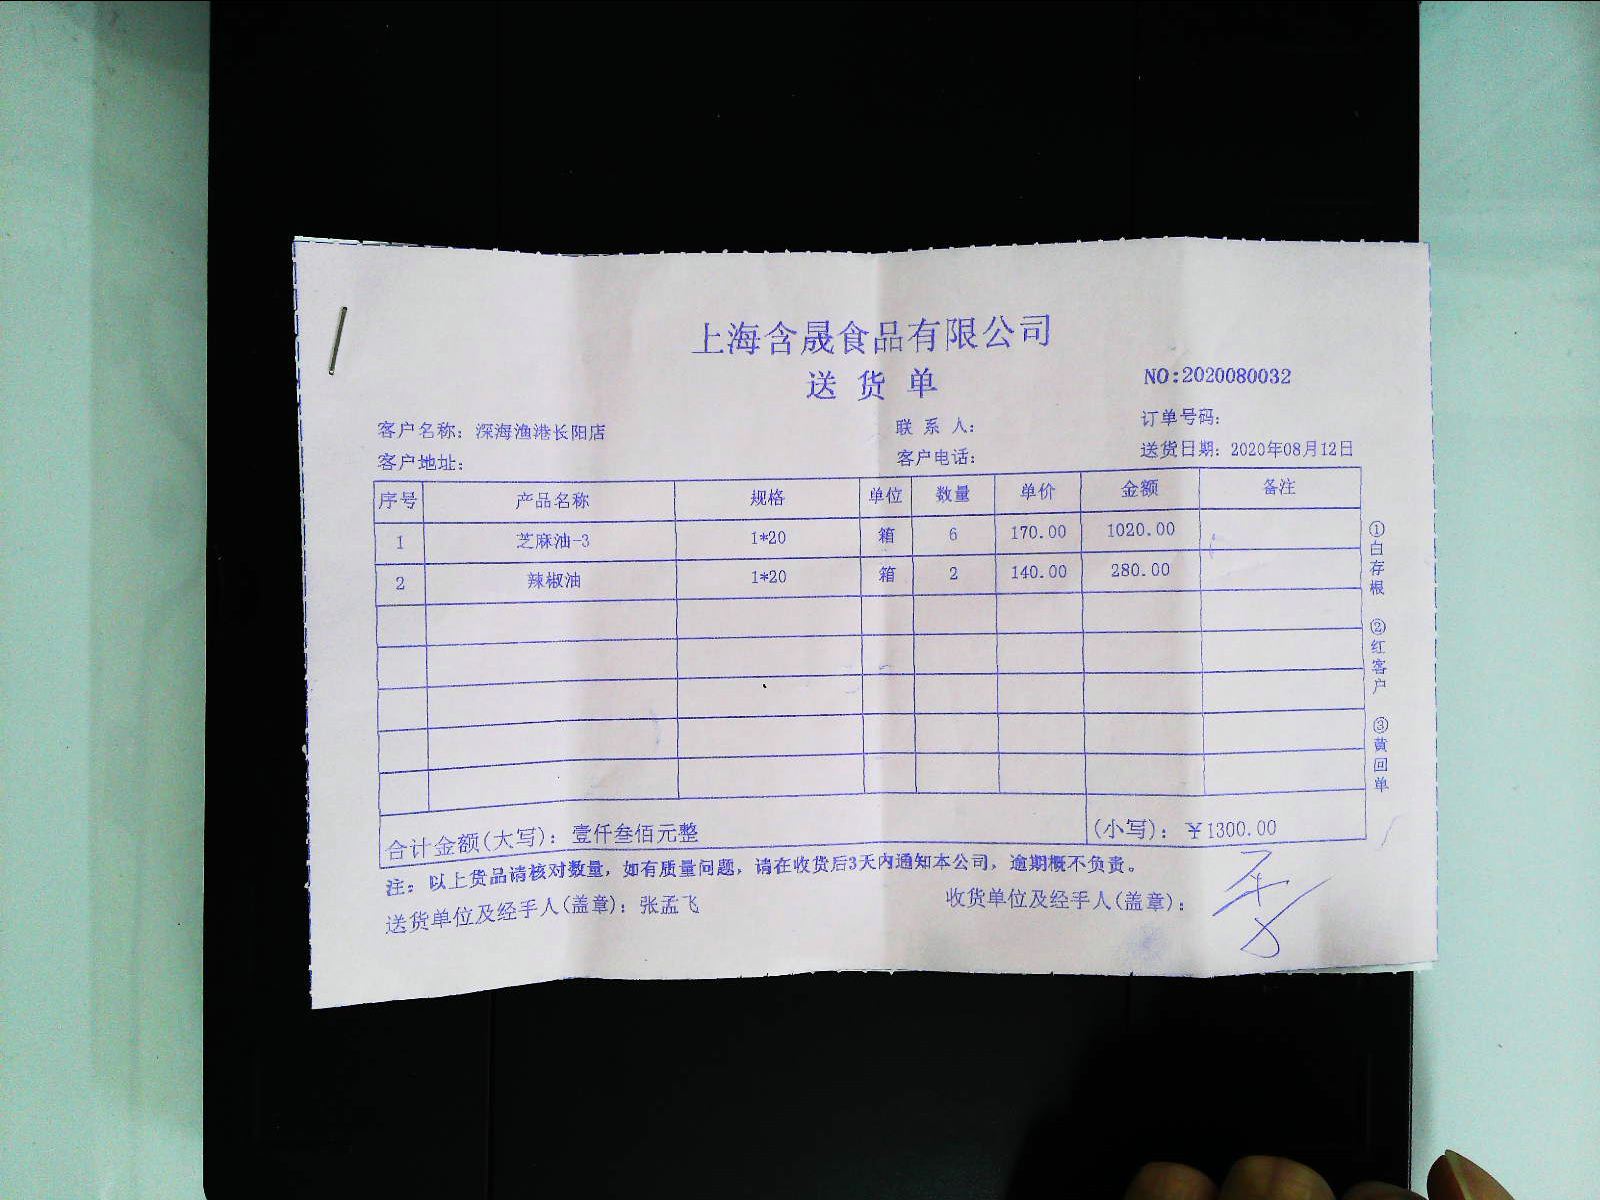 上海含晟食品有限公司
送货单
NO:2020080032
客户名称：深海渔港长阳店 联系人： 订单号码：
客户地址： 客户电话： 送货日期：2020年08月12日
序号 产品名称 规格 单位 数量 单价 金额 备注
1 芝麻油-3 1*20 箱 6 170.00 1020.00
2 辣椒油 1*20 箱 2 140.00 280.00
合计金额(大写)：壹仟叁佰元整 (小写)：￥1300.00
注：以上货品请核对数量，如有质量问题，请在收货后3天内通知本公司，逾期概不负责。
送货单位及经手人(盖章)：张孟飞 收货单位及经手人(盖章)：
①白存根 ②红客户 ③黄回单